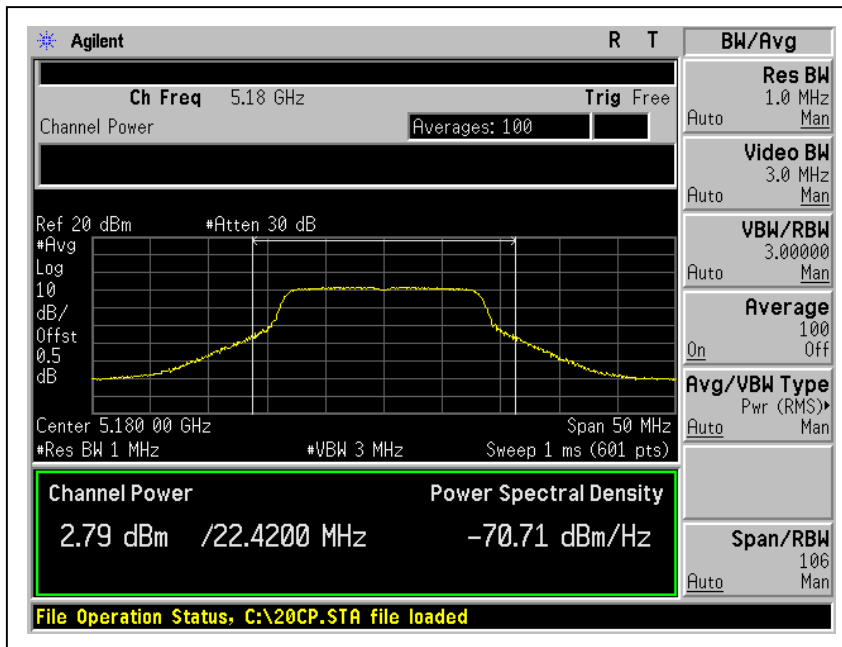 Agilent R T
BW/Avg
Ch Freq 5.18 GHz Trig Free
Channel Power Averages: 100
Ref 20 dBm #Atten 30 dB
#Avg
Log
10
dB/
Offst
0.5
dB
Center 5.180 00 GHz Span 50 MHz
#Res BW 1 MHz #VBW 3 MHz Sweep 1 ms (601 pts)
Channel Power Power Spectral Density
2.79 dBm /22.4200 MHz -70.71 dBm/Hz
File Operation Status, C:\20CP.STA file loaded
Res BW
1.0 MHz
Auto Man
Video BW
3.0 MHz
Auto Man
VBW/RBW
3.00000
Auto Man
Average
100
On Off
Avg/VBW Type
Pwr (RMS)▸
Auto Man
Span/RBW
106
Auto Man